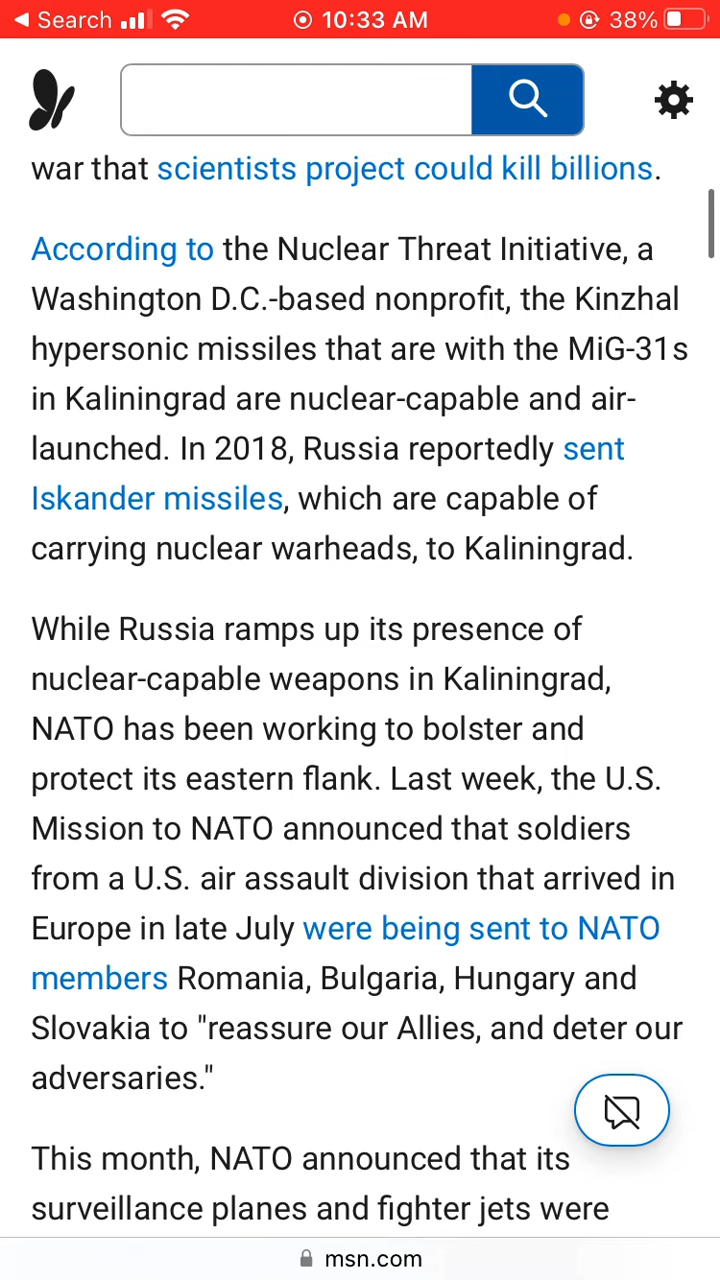 Search
10:33 AM
38%
war that scientists project could kill billions.
According to the Nuclear Threat Initiative, a
Washington D.C.-based nonprofit, the Kinzhal
hypersonic missiles that are with the MiG-31s
in Kaliningrad are nuclear-capable and air-
launched. In 2018, Russia reportedly sent
Iskander missiles, which are capable of
carrying nuclear warheads, to Kaliningrad.
While Russia ramps up its presence of
nuclear-capable weapons in Kaliningrad,
NATO has been working to bolster and
protect its eastern flank. Last week, the U.S.
Mission to NATO announced that soldiers
from a U.S. air assault division that arrived in
Europe in late July were being sent to NATO
members Romania, Bulgaria, Hungary and
Slovakia to "reassure our Allies, and deter our
adversaries."
This month, NATO announced that its
surveillance planes and fighter jets were
msn.com